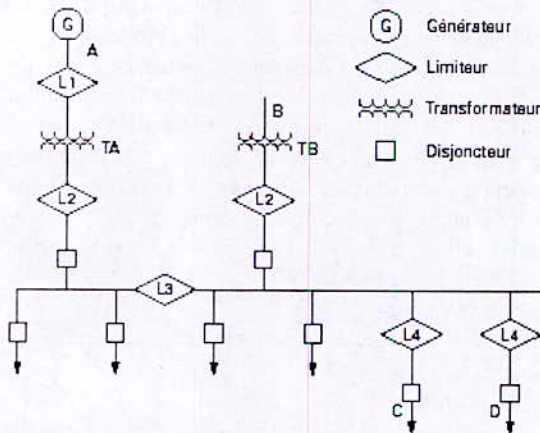 G
A
L1
TA
L2
B
TB
L2
L3
L4
L4
C
D
G Générateur
Limiteur
Transformateur
Disjoncteur